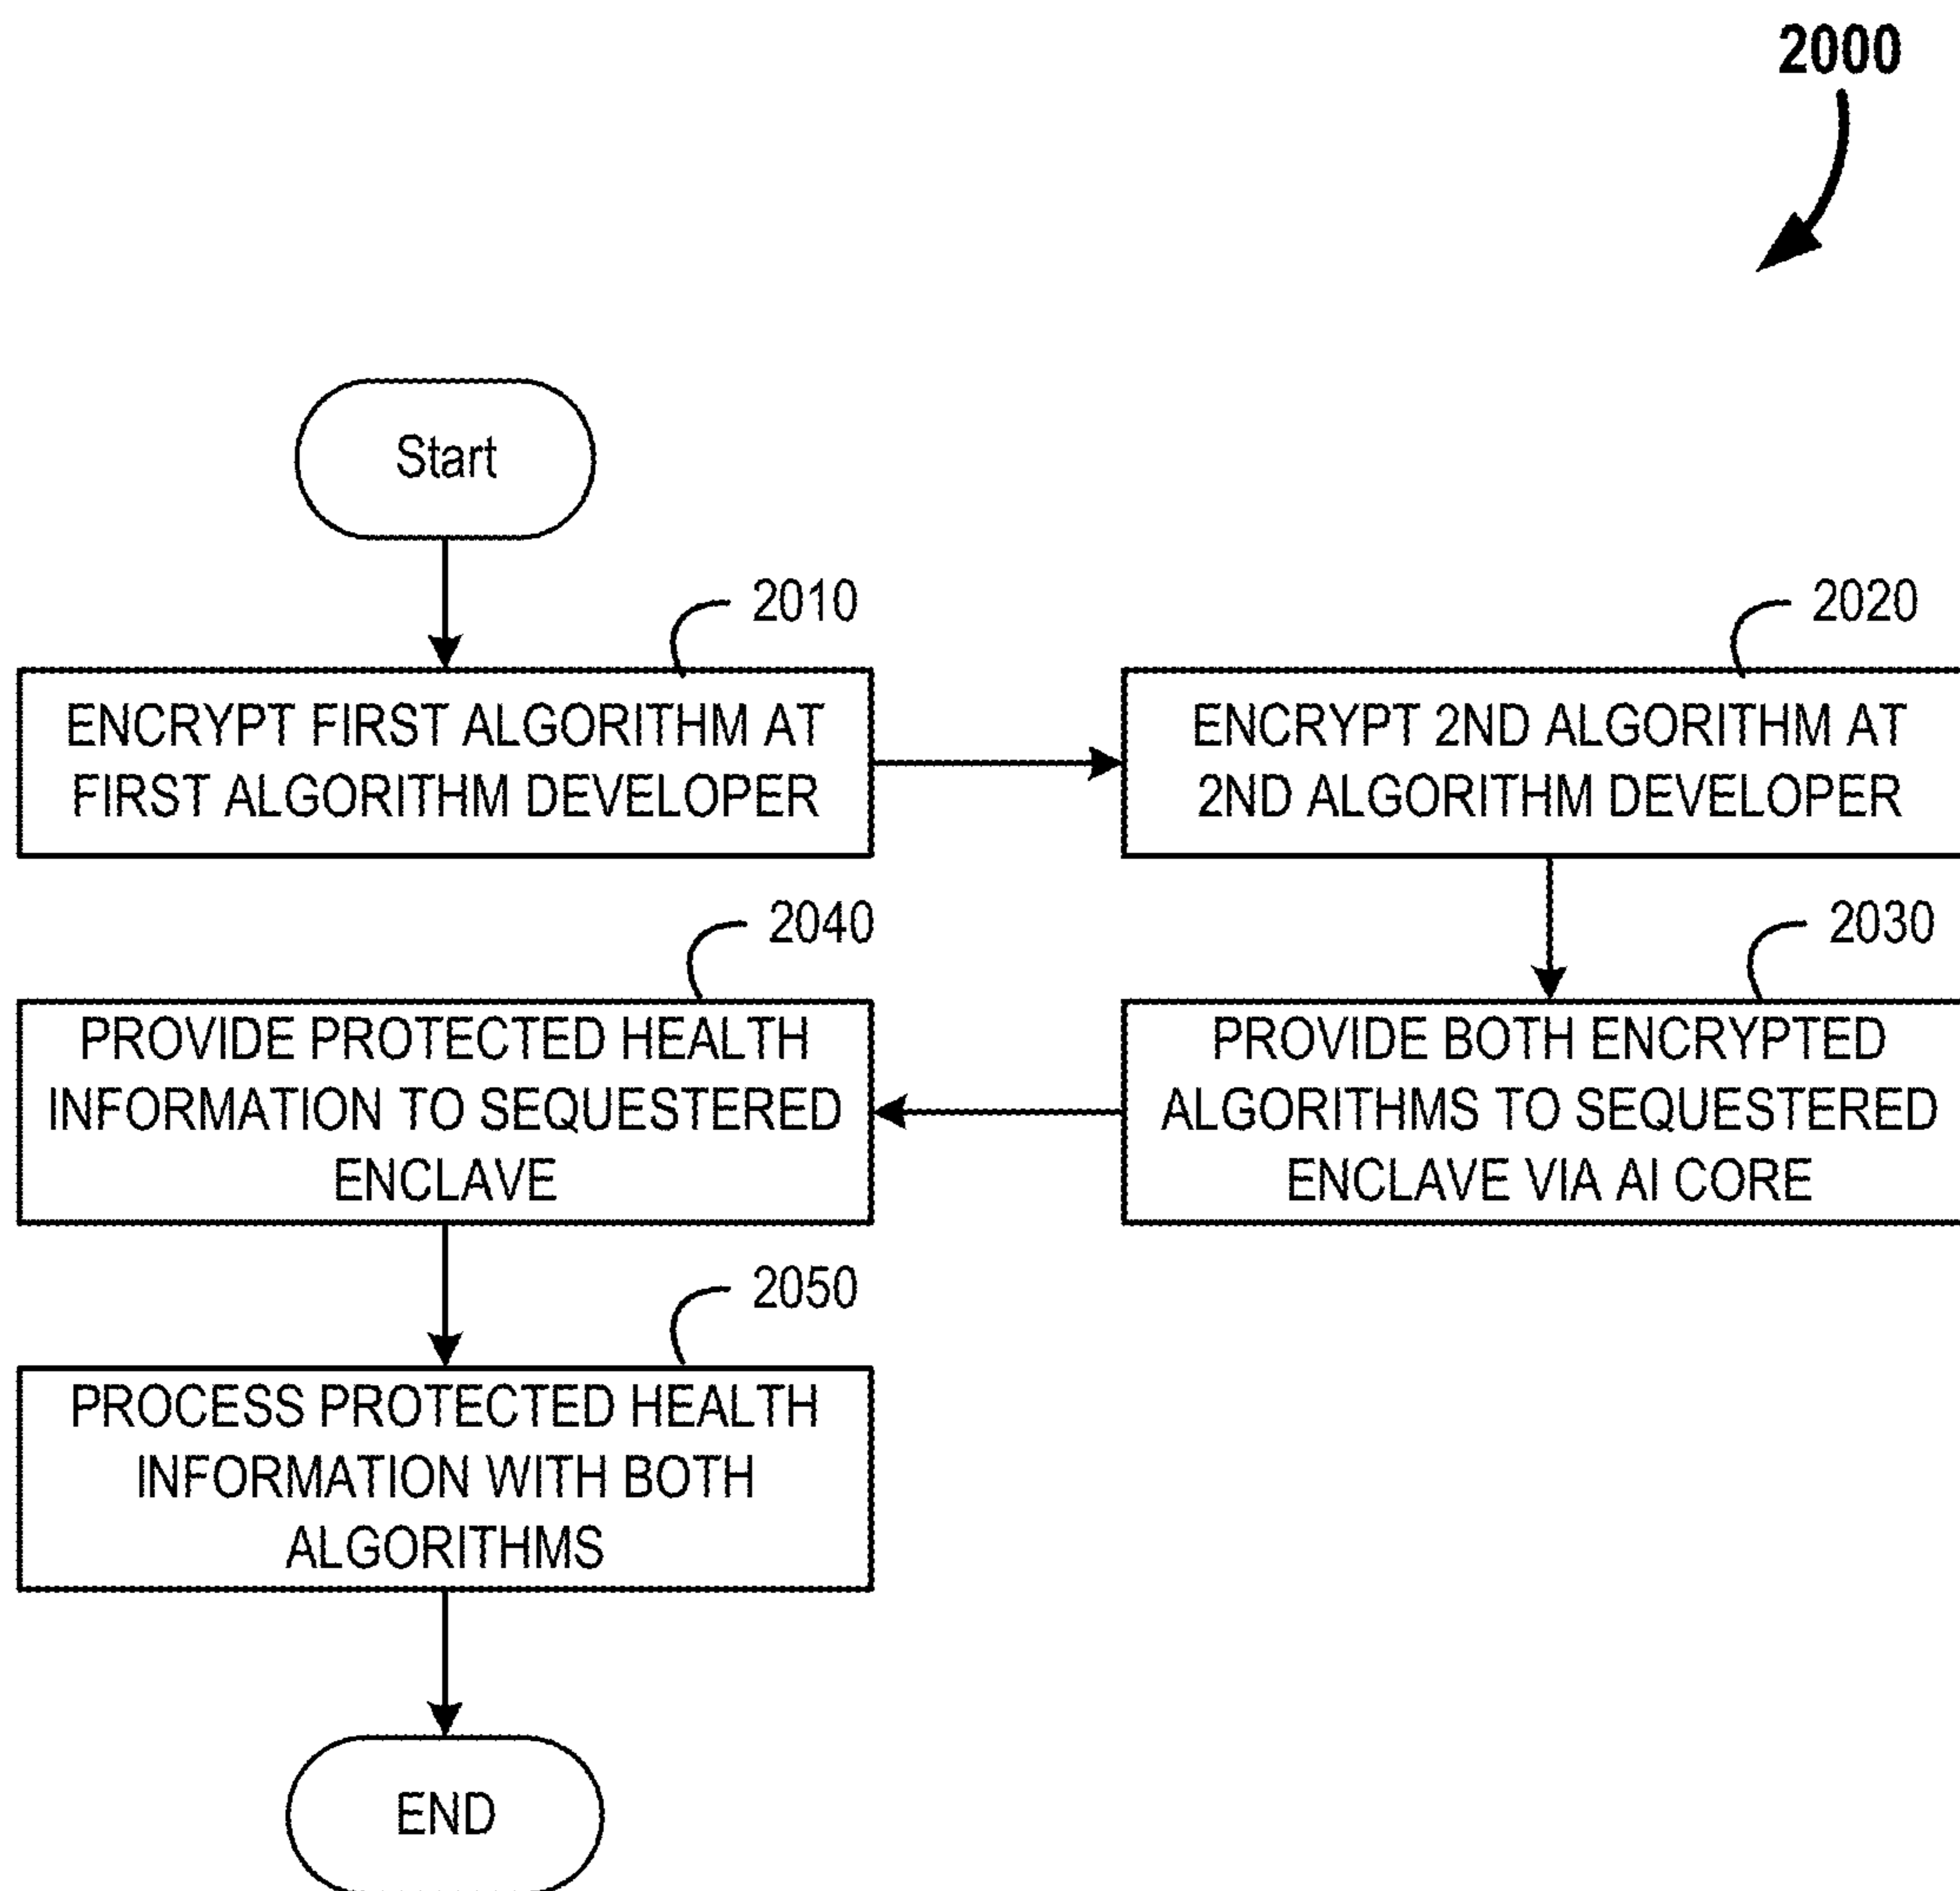 2000
Start
2010
ENCRYPT FIRST ALGORITHM AT
FIRST ALGORITHM DEVELOPER
2020
ENCRYPT 2ND ALGORITHM AT
2ND ALGORITHM DEVELOPER
2030
PROVIDE BOTH ENCRYPTED
ALGORITHMS TO SEQUESTERED
ENCLAVE VIA AI CORE
2040
PROVIDE PROTECTED HEALTH
INFORMATION TO SEQUESTERED
ENCLAVE
2050
PROCESS PROTECTED HEALTH
INFORMATION WITH BOTH
ALGORITHMS
END